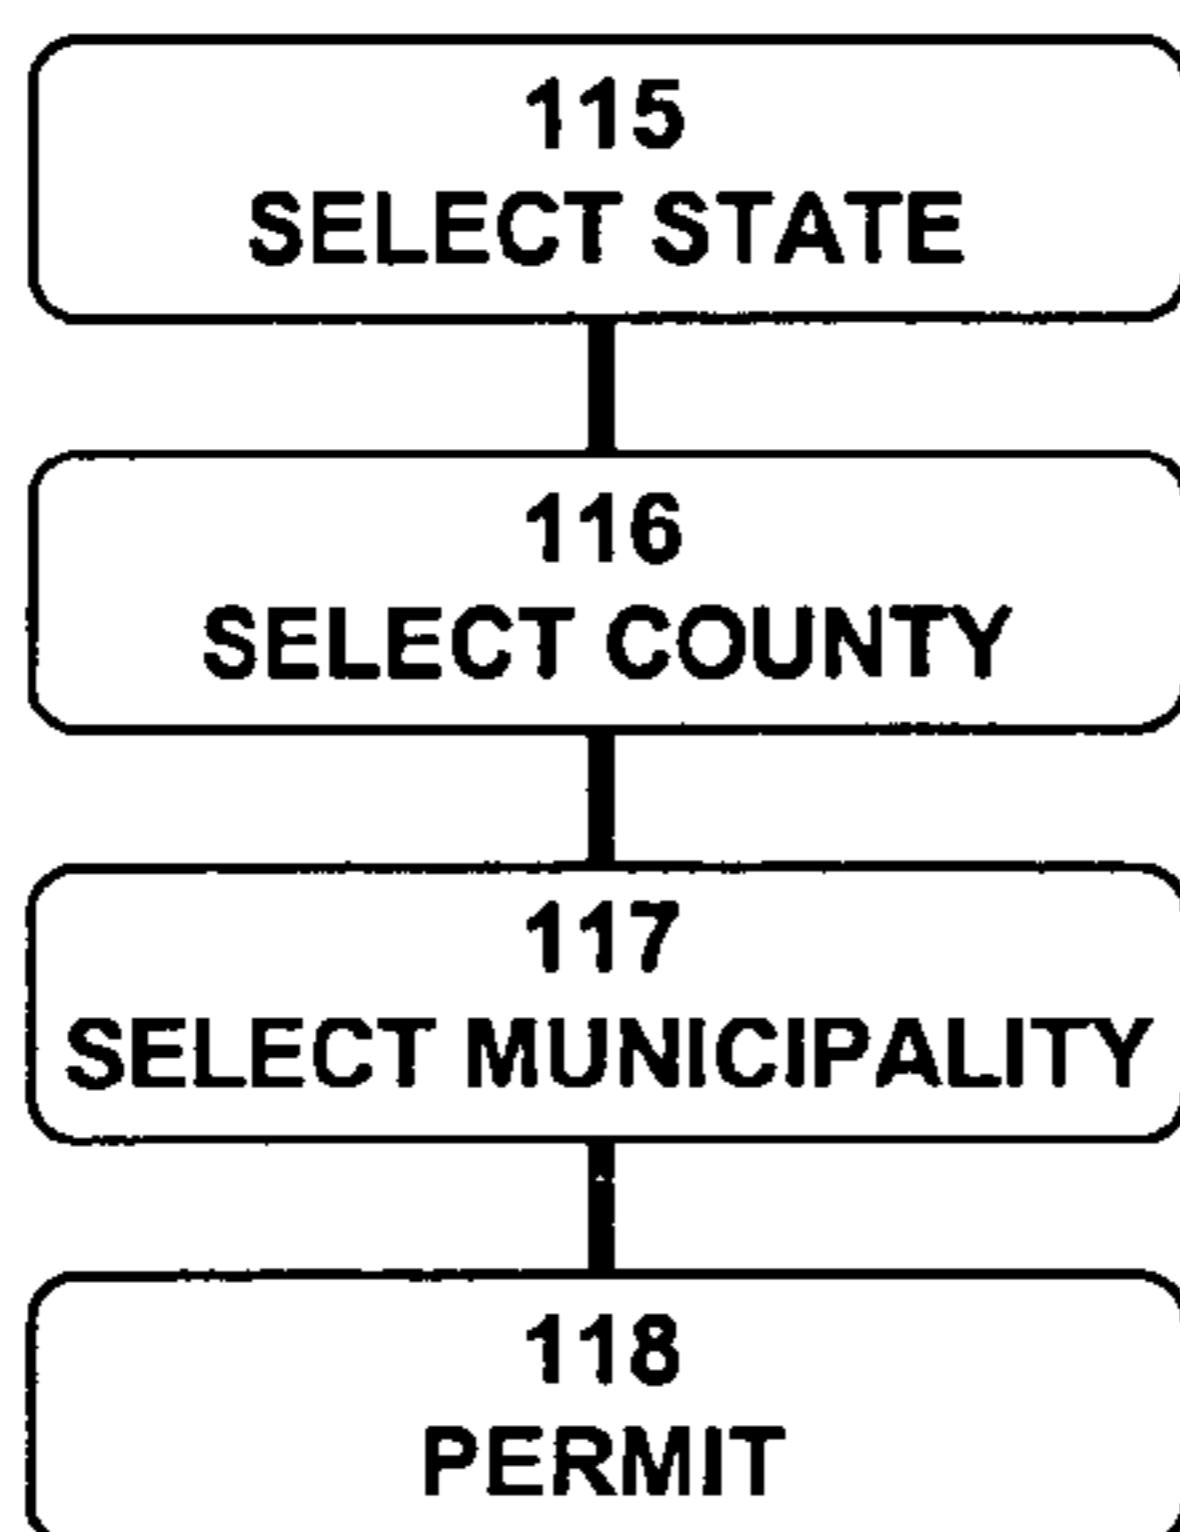 115
SELECT STATE
116
SELECT COUNTY
117
SELECT MUNICIPALITY
118
PERMIT